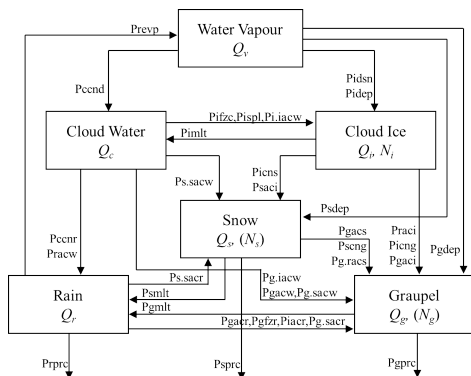 Prevp
Water Vapour
Qv
Pccnd
Pidsn
Pidep
Cloud Water
Qc
Pifzc,Pispl,Pi.iacw
Pimlt
Cloud Ice
Qi, Ni
Ps.sacw
Picns
Psaci
Psdep
Snow
Qs, (Ns)
Pccnr
Pracw
Pgacs
Pscng
Pg.racs
Praci
Picng
Pgaci
Pgdep
Ps.sacr
Pg.iacw
Pgacw,Pg.sacw
Rain
Qr
Psmlt
Pgmlt
Pgacr,Pgfzr,Piacr,Pg.sacr
Graupel
Qg, (Ng)
Prprc
Psprc
Pgprc